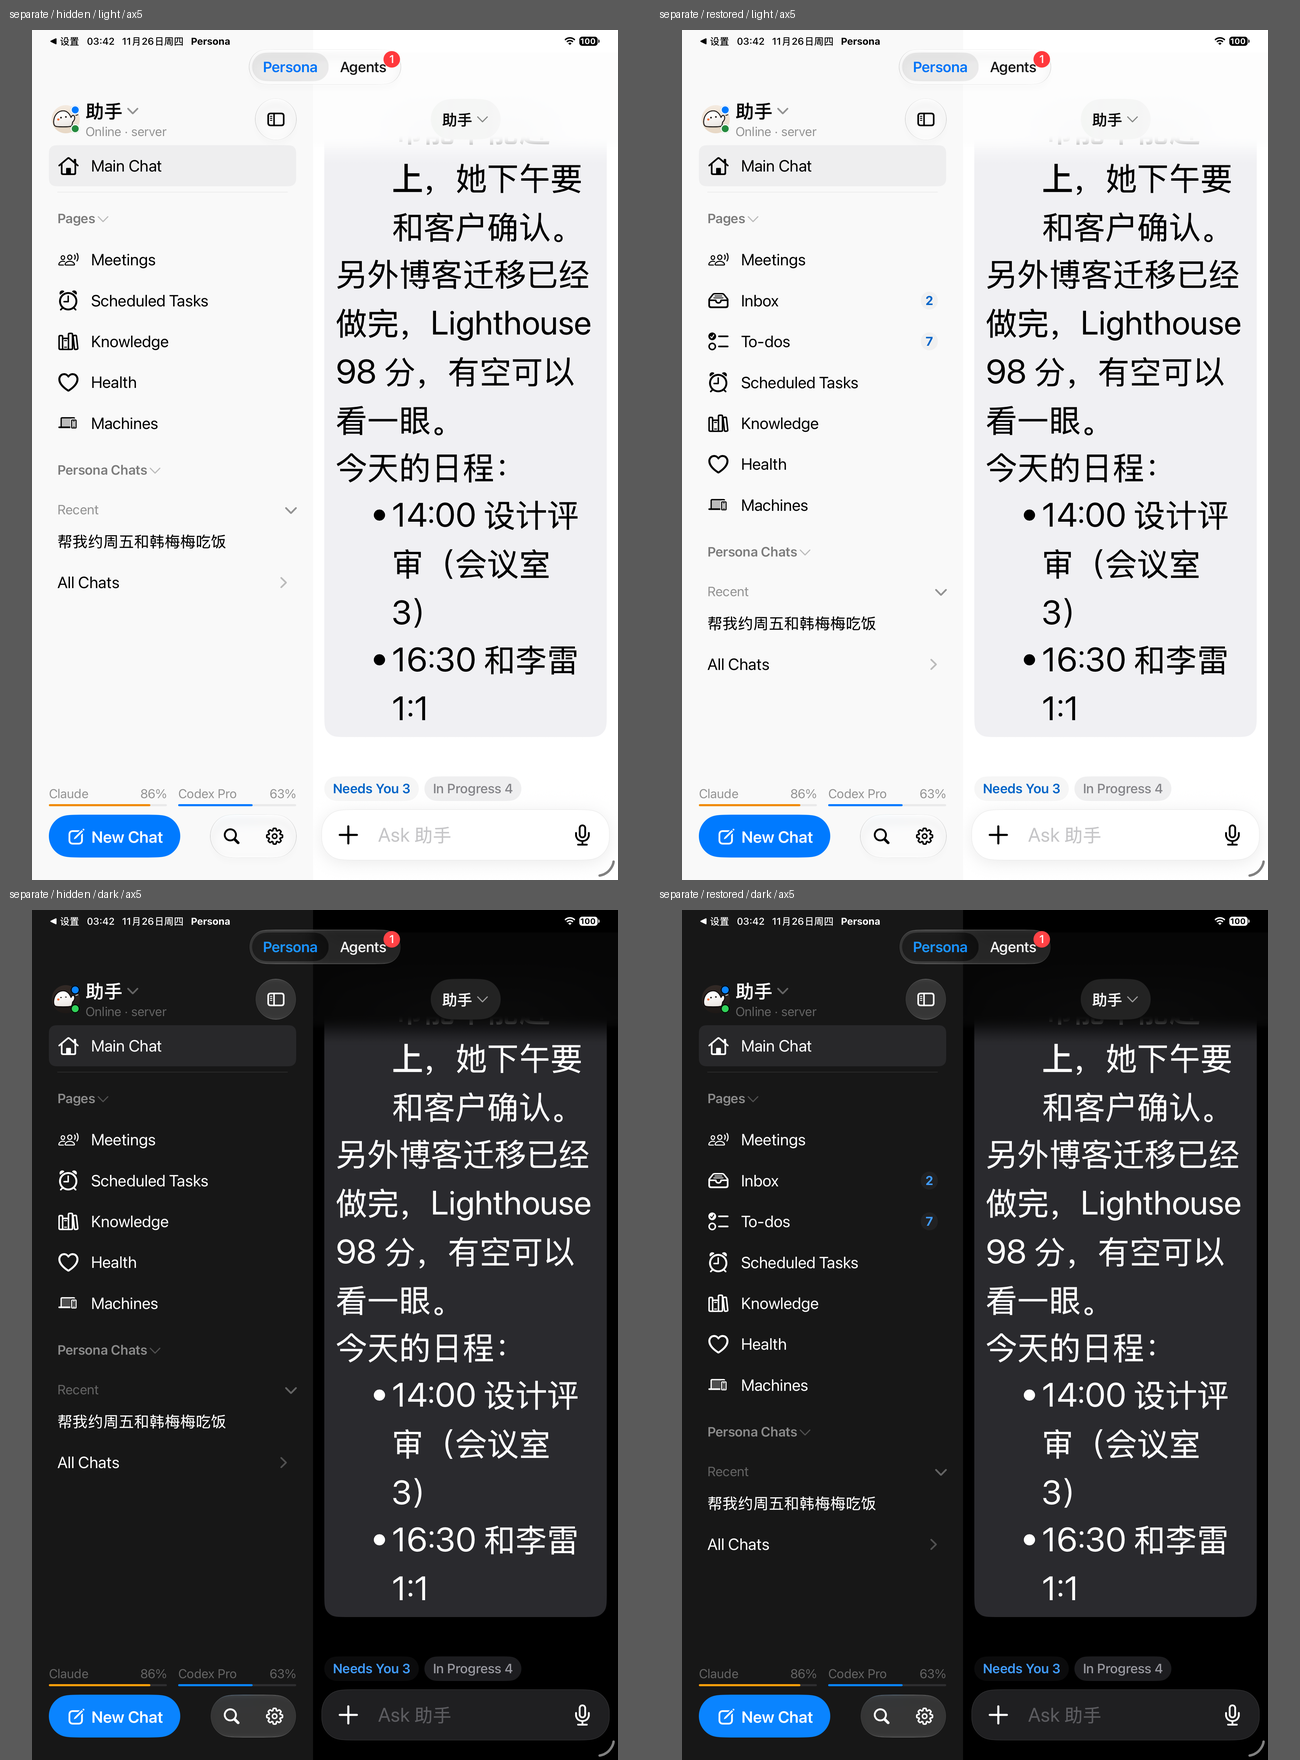 separate / hidden / light / ax5
设置 03:42 11月26日周四 Persona
100
Persona
Agents
1
助手
Online · server
助手
Main Chat
Pages
Meetings
Scheduled Tasks
Knowledge
Health
Machines
Persona Chats
Recent
帮我约周五和韩梅梅吃饭
All Chats
Claude 86%
Codex Pro 63%
New Chat
上，她下午要
和客户确认。
另外博客迁移已经
做完，Lighthouse
98 分，有空可以
看一眼。
今天的日程：
•14:00 设计评
审（会议室
3）
•16:30 和李雷
1:1
Needs You 3
In Progress 4
Ask 助手
separate / restored / light / ax5
设置 03:42 11月26日周四 Persona
100
Persona
Agents
1
助手
Online · server
助手
Main Chat
Pages
Meetings
Inbox 2
To-dos 7
Scheduled Tasks
Knowledge
Health
Machines
Persona Chats
Recent
帮我约周五和韩梅梅吃饭
All Chats
Claude 86%
Codex Pro 63%
New Chat
上，她下午要
和客户确认。
另外博客迁移已经
做完，Lighthouse
98 分，有空可以
看一眼。
今天的日程：
•14:00 设计评
审（会议室
3）
•16:30 和李雷
1:1
Needs You 3
In Progress 4
Ask 助手
separate / hidden / dark / ax5
设置 03:42 11月26日周四 Persona
100
Persona
Agents
1
助手
Online · server
助手
Main Chat
Pages
Meetings
Scheduled Tasks
Knowledge
Health
Machines
Persona Chats
Recent
帮我约周五和韩梅梅吃饭
All Chats
Claude 86%
Codex Pro 63%
New Chat
上，她下午要
和客户确认。
另外博客迁移已经
做完，Lighthouse
98 分，有空可以
看一眼。
今天的日程：
•14:00 设计评
审（会议室
3）
•16:30 和李雷
1:1
Needs You 3
In Progress 4
Ask 助手
separate / restored / dark / ax5
设置 03:42 11月26日周四 Persona
100
Persona
Agents
1
助手
Online · server
助手
Main Chat
Pages
Meetings
Inbox 2
To-dos 7
Scheduled Tasks
Knowledge
Health
Machines
Persona Chats
Recent
帮我约周五和韩梅梅吃饭
All Chats
Claude 86%
Codex Pro 63%
New Chat
上，她下午要
和客户确认。
另外博客迁移已经
做完，Lighthouse
98 分，有空可以
看一眼。
今天的日程：
•14:00 设计评
审（会议室
3）
•16:30 和李雷
1:1
Needs You 3
In Progress 4
Ask 助手